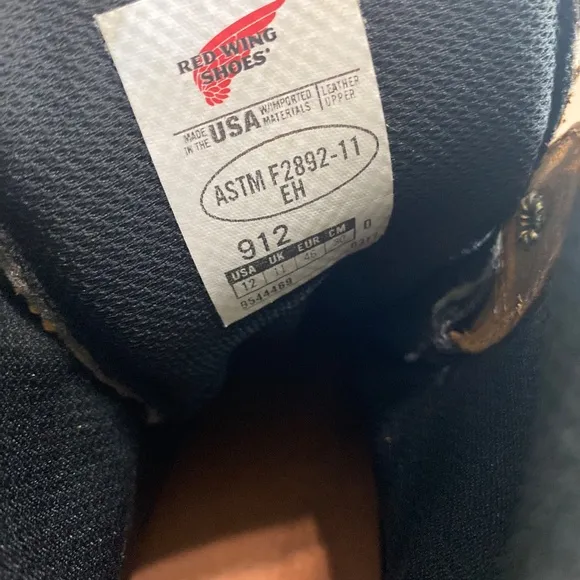 RED WING
SHOES®
MADE IN THE USA W/IMPORTED MATERIALS LEATHER UPPER
ASTM F2892-11
EH
912 D
USA UK EUR CM
12 11 46
9544488